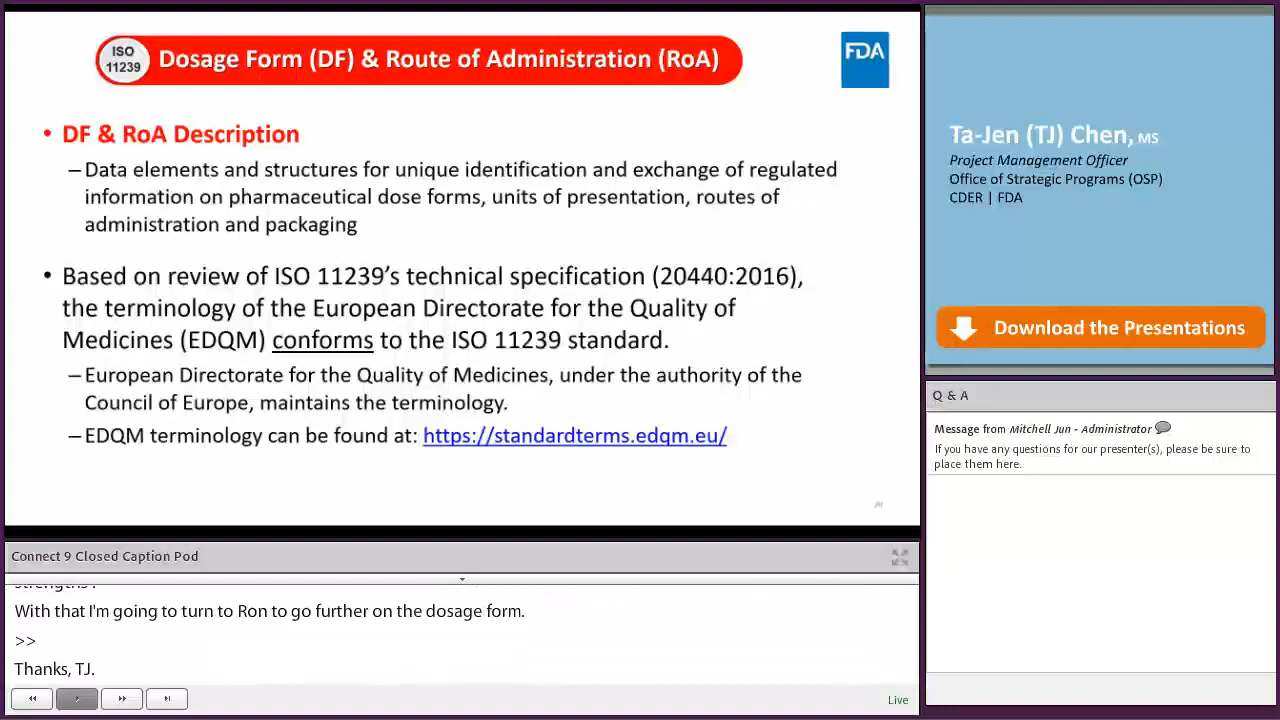 ISO
11239
Dosage Form (DF) & Route of Administration (RoA)
FDA
• DF & RoA Description
– Data elements and structures for unique identification and exchange of regulated
information on pharmaceutical dose forms, units of presentation, routes of
administration and packaging
• Based on review of ISO 11239’s technical specification (20440:2016),
the terminology of the European Directorate for the Quality of
Medicines (EDQM) conforms to the ISO 11239 standard.
– European Directorate for the Quality of Medicines, under the authority of the
Council of Europe, maintains the terminology.
– EDQM terminology can be found at: https://standardterms.edqm.eu/
Ta-Jen (TJ) Chen, MS
Project Management Officer
Office of Strategic Programs (OSP)
CDER | FDA
Download the Presentations
Q & A
Message from Mitchell Jun - Administrator
If you have any questions for our presenter(s), please be sure to
place them here.
Connect 9 Closed Caption Pod
With that I'm going to turn to Ron to go further on the dosage form.
>>
Thanks, TJ.
Live